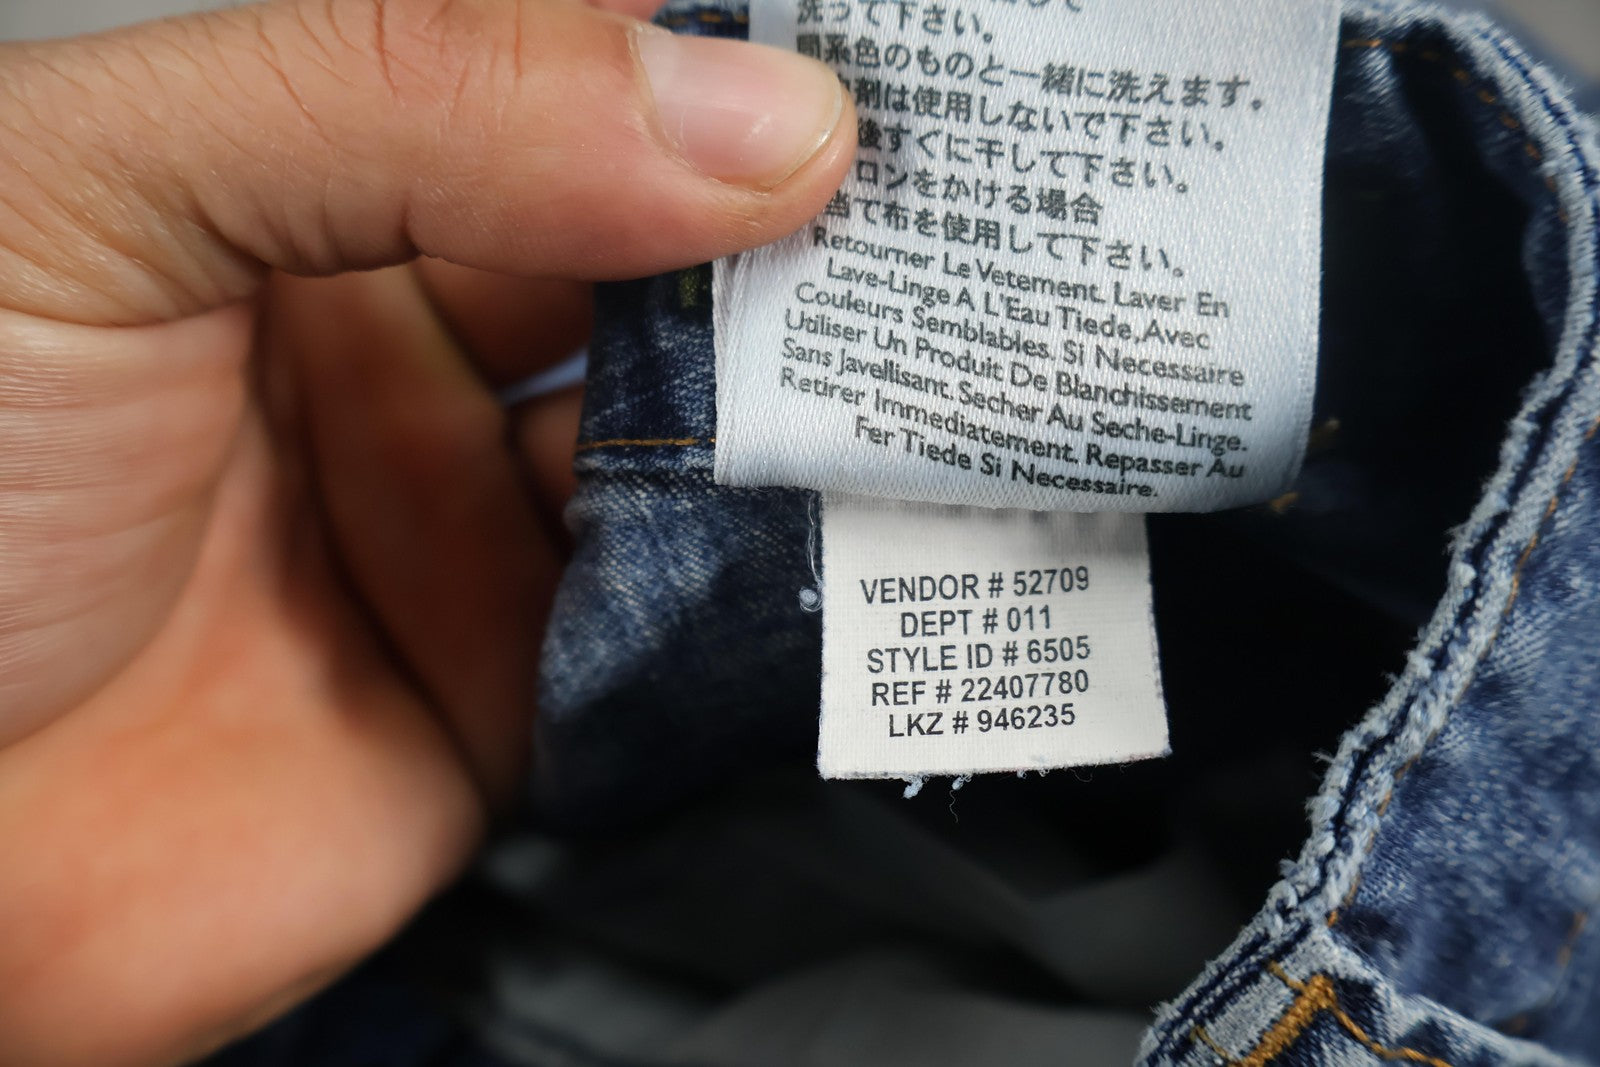 洗って下さい。
同系色のものと一緒に洗えます。
剤は使用しないで下さい。
後すぐに干して下さい。
ロンをかける場合
当て布を使用して下さい。
Retourner Le Vetement. Laver En
Lave-Linge A L'Eau Tiede, Avec
Couleurs Semblables. Si Necessaire
Utiliser Un Produit De Blanchissement
Sans Javellisant. Secher Au Seche-Linge.
Retirer Immediatement. Repasser Au
Fer Tiede Si Necessaire.
VENDOR # 52709
DEPT # 011
STYLE ID # 6505
REF # 22407780
LKZ # 946235